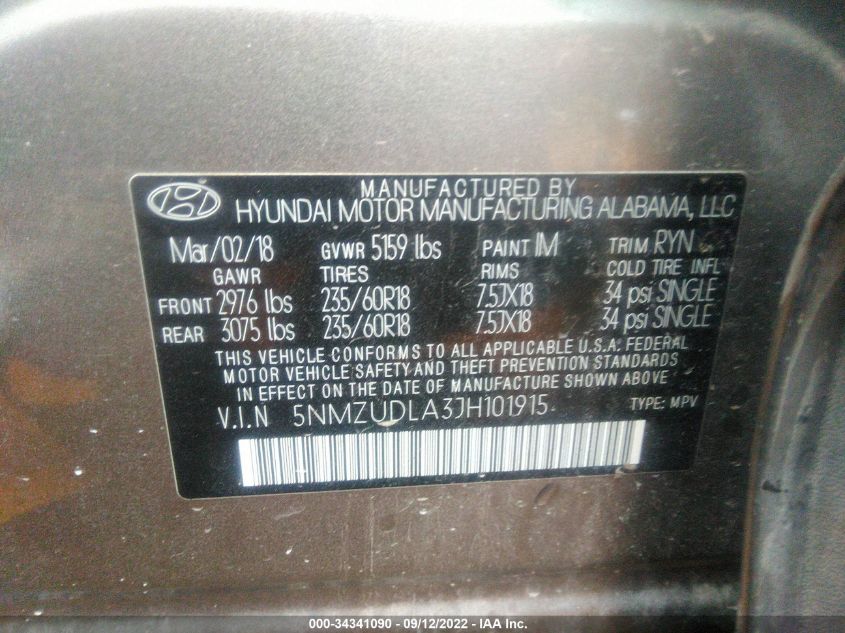 MANUFACTURED BY
HYUNDAI MOTOR MANUFACTURING ALABAMA, LLC
Mar/02/18 GVWR 5159 lbs PAINT IM TRIM RYN
GAWR TIRES RIMS COLD TIRE INFL
FRONT 2976 lbs 235/60R18 7.5JX18 34 psi SINGLE
REAR 3075 lbs 235/60R18 7.5JX18 34 psi SINGLE
THIS VEHICLE CONFORMS TO ALL APPLICABLE U.S.A. FEDERAL
MOTOR VEHICLE SAFETY AND THEFT PREVENTION STANDARDS
IN EFFECT ON THE DATE OF MANUFACTURE SHOWN ABOVE.
V.I.N 5NMZUDLA3JH101915 TYPE: MPV
000-34341090 - 09/12/2022 - IAA Inc.